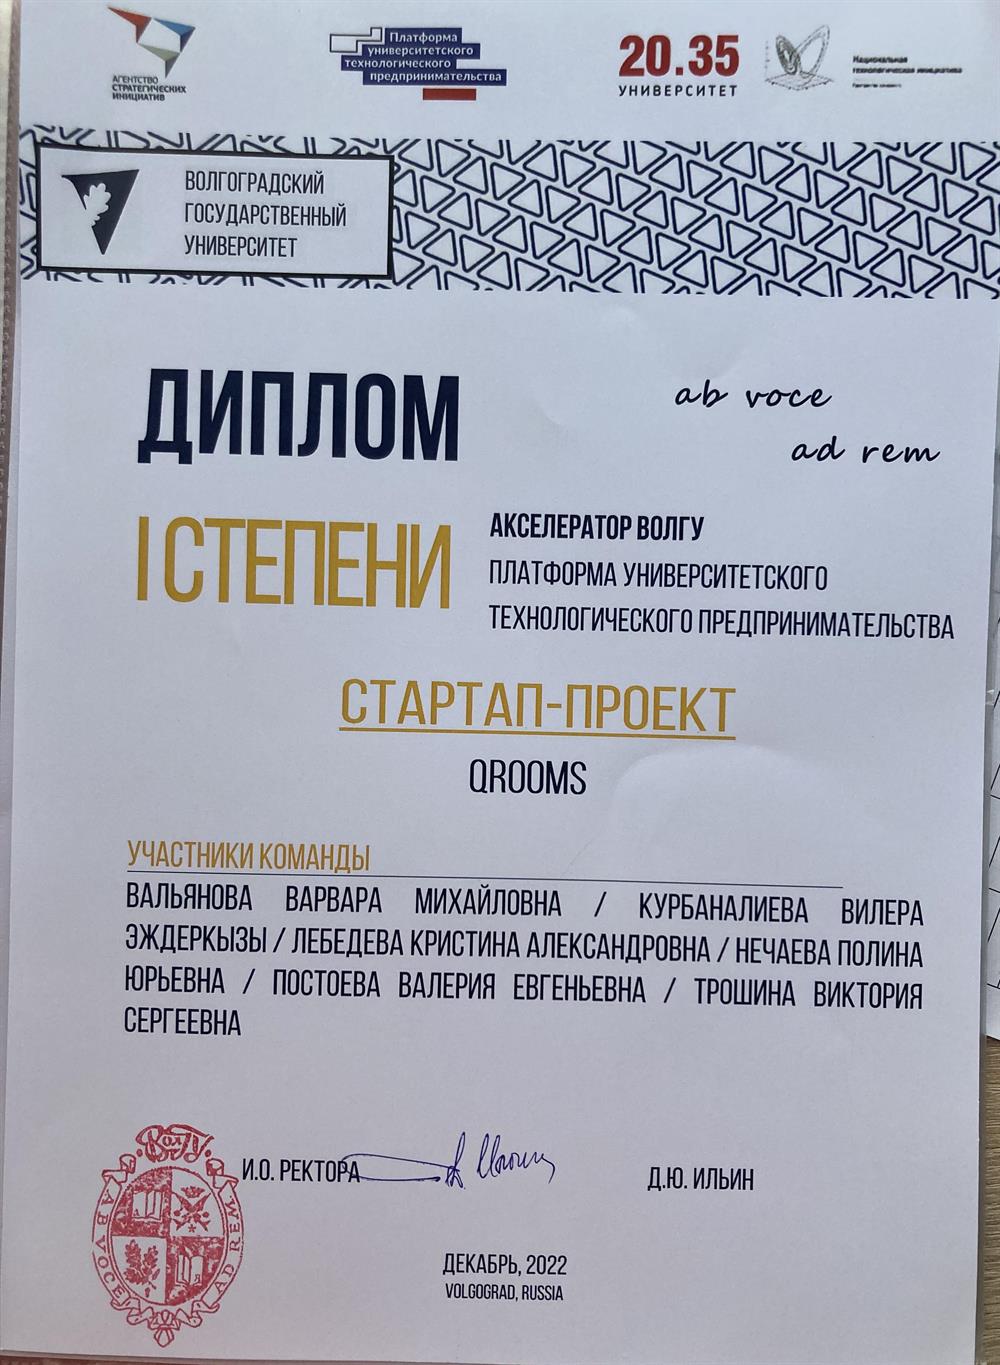 АГЕНТСТВО
СТРАТЕГИЧЕСКИХ
ИНИЦИАТИВ
Платформа
университетского
технологического
предпринимательства
20.35
УНИВЕРСИТЕТ
Национальная
технологическая инициатива
ВОЛГОГРАДСКИЙ
ГОСУДАРСТВЕННЫЙ
УНИВЕРСИТЕТ
ДИПЛОМ
ab voce
ad rem
I СТЕПЕНИ
АКСЕЛЕРАТОР ВОЛГУ
ПЛАТФОРМА УНИВЕРСИТЕТСКОГО
ТЕХНОЛОГИЧЕСКОГО ПРЕДПРИНИМАТЕЛЬСТВА
СТАРТАП-ПРОЕКТ
QROOMS
УЧАСТНИКИ КОМАНДЫ
ВАЛЬЯНОВА ВАРВАРА МИХАЙЛОВНА / КУРБАНАЛИЕВА ВИЛЕРА
ЭЖДЕРКЫЗЫ / ЛЕБЕДЕВА КРИСТИНА АЛЕКСАНДРОВНА / НЕЧАЕВА ПОЛИНА
ЮРЬЕВНА / ПОСТОЕВА ВАЛЕРИЯ ЕВГЕНЬЕВНА / ТРОШИНА ВИКТОРИЯ
СЕРГЕЕВНА
ВолГУ
AB VOCE AD REM
И.О. РЕКТОРА
Д.Ю. ИЛЬИН
ДЕКАБРЬ, 2022
VOLGOGRAD, RUSSIA